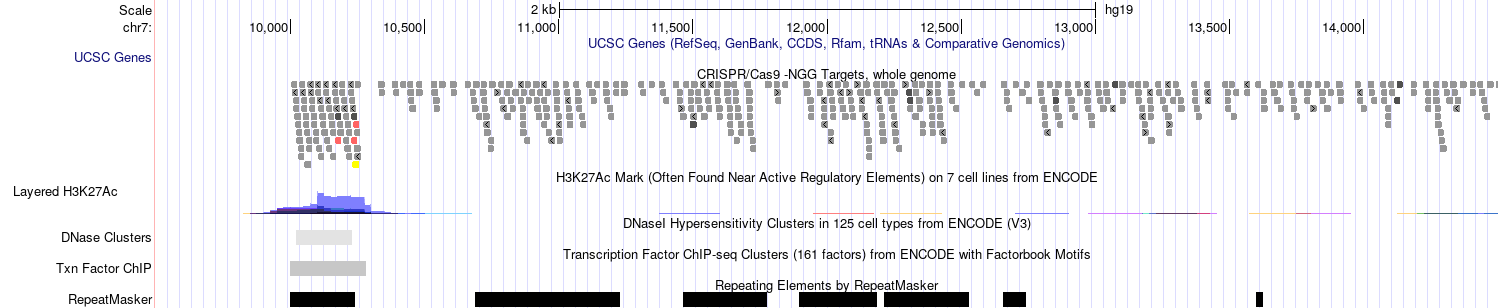 Scale 2 kb hg19
chr7: 10,000 10,500 11,000 11,500 12,000 12,500 13,000 13,500 14,000
UCSC Genes (RefSeq, GenBank, CCDS, Rfam, tRNAs & Comparative Genomics)
UCSC Genes
CRISPR/Cas9 -NGG Targets, whole genome
H3K27Ac Mark (Often Found Near Active Regulatory Elements) on 7 cell lines from ENCODE
Layered H3K27Ac
DNaseI Hypersensitivity Clusters in 125 cell types from ENCODE (V3)
DNase Clusters
Transcription Factor ChIP-seq Clusters (161 factors) from ENCODE with Factorbook Motifs
Txn Factor ChIP
Repeating Elements by RepeatMasker
RepeatMasker